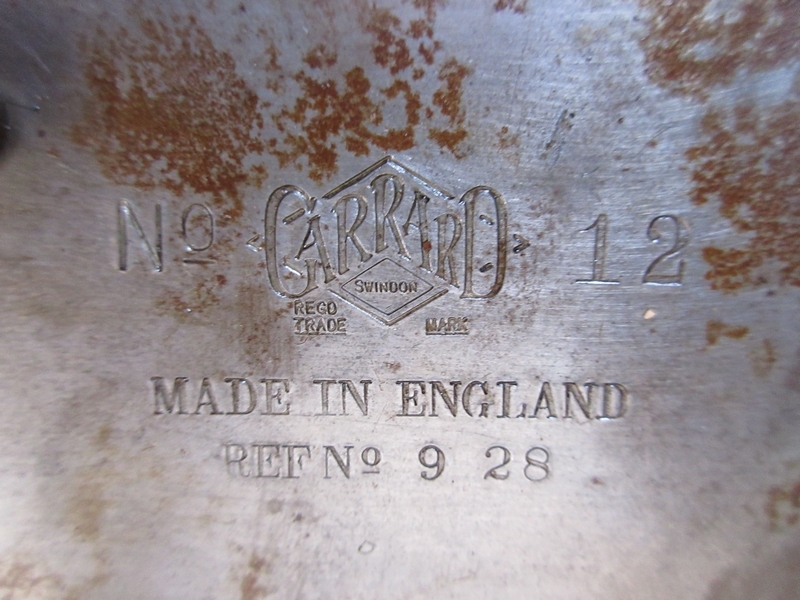 Nº GARRARD 12
SWINDON
REGD
TRADE MARK
MADE IN ENGLAND
REF Nº 9 28